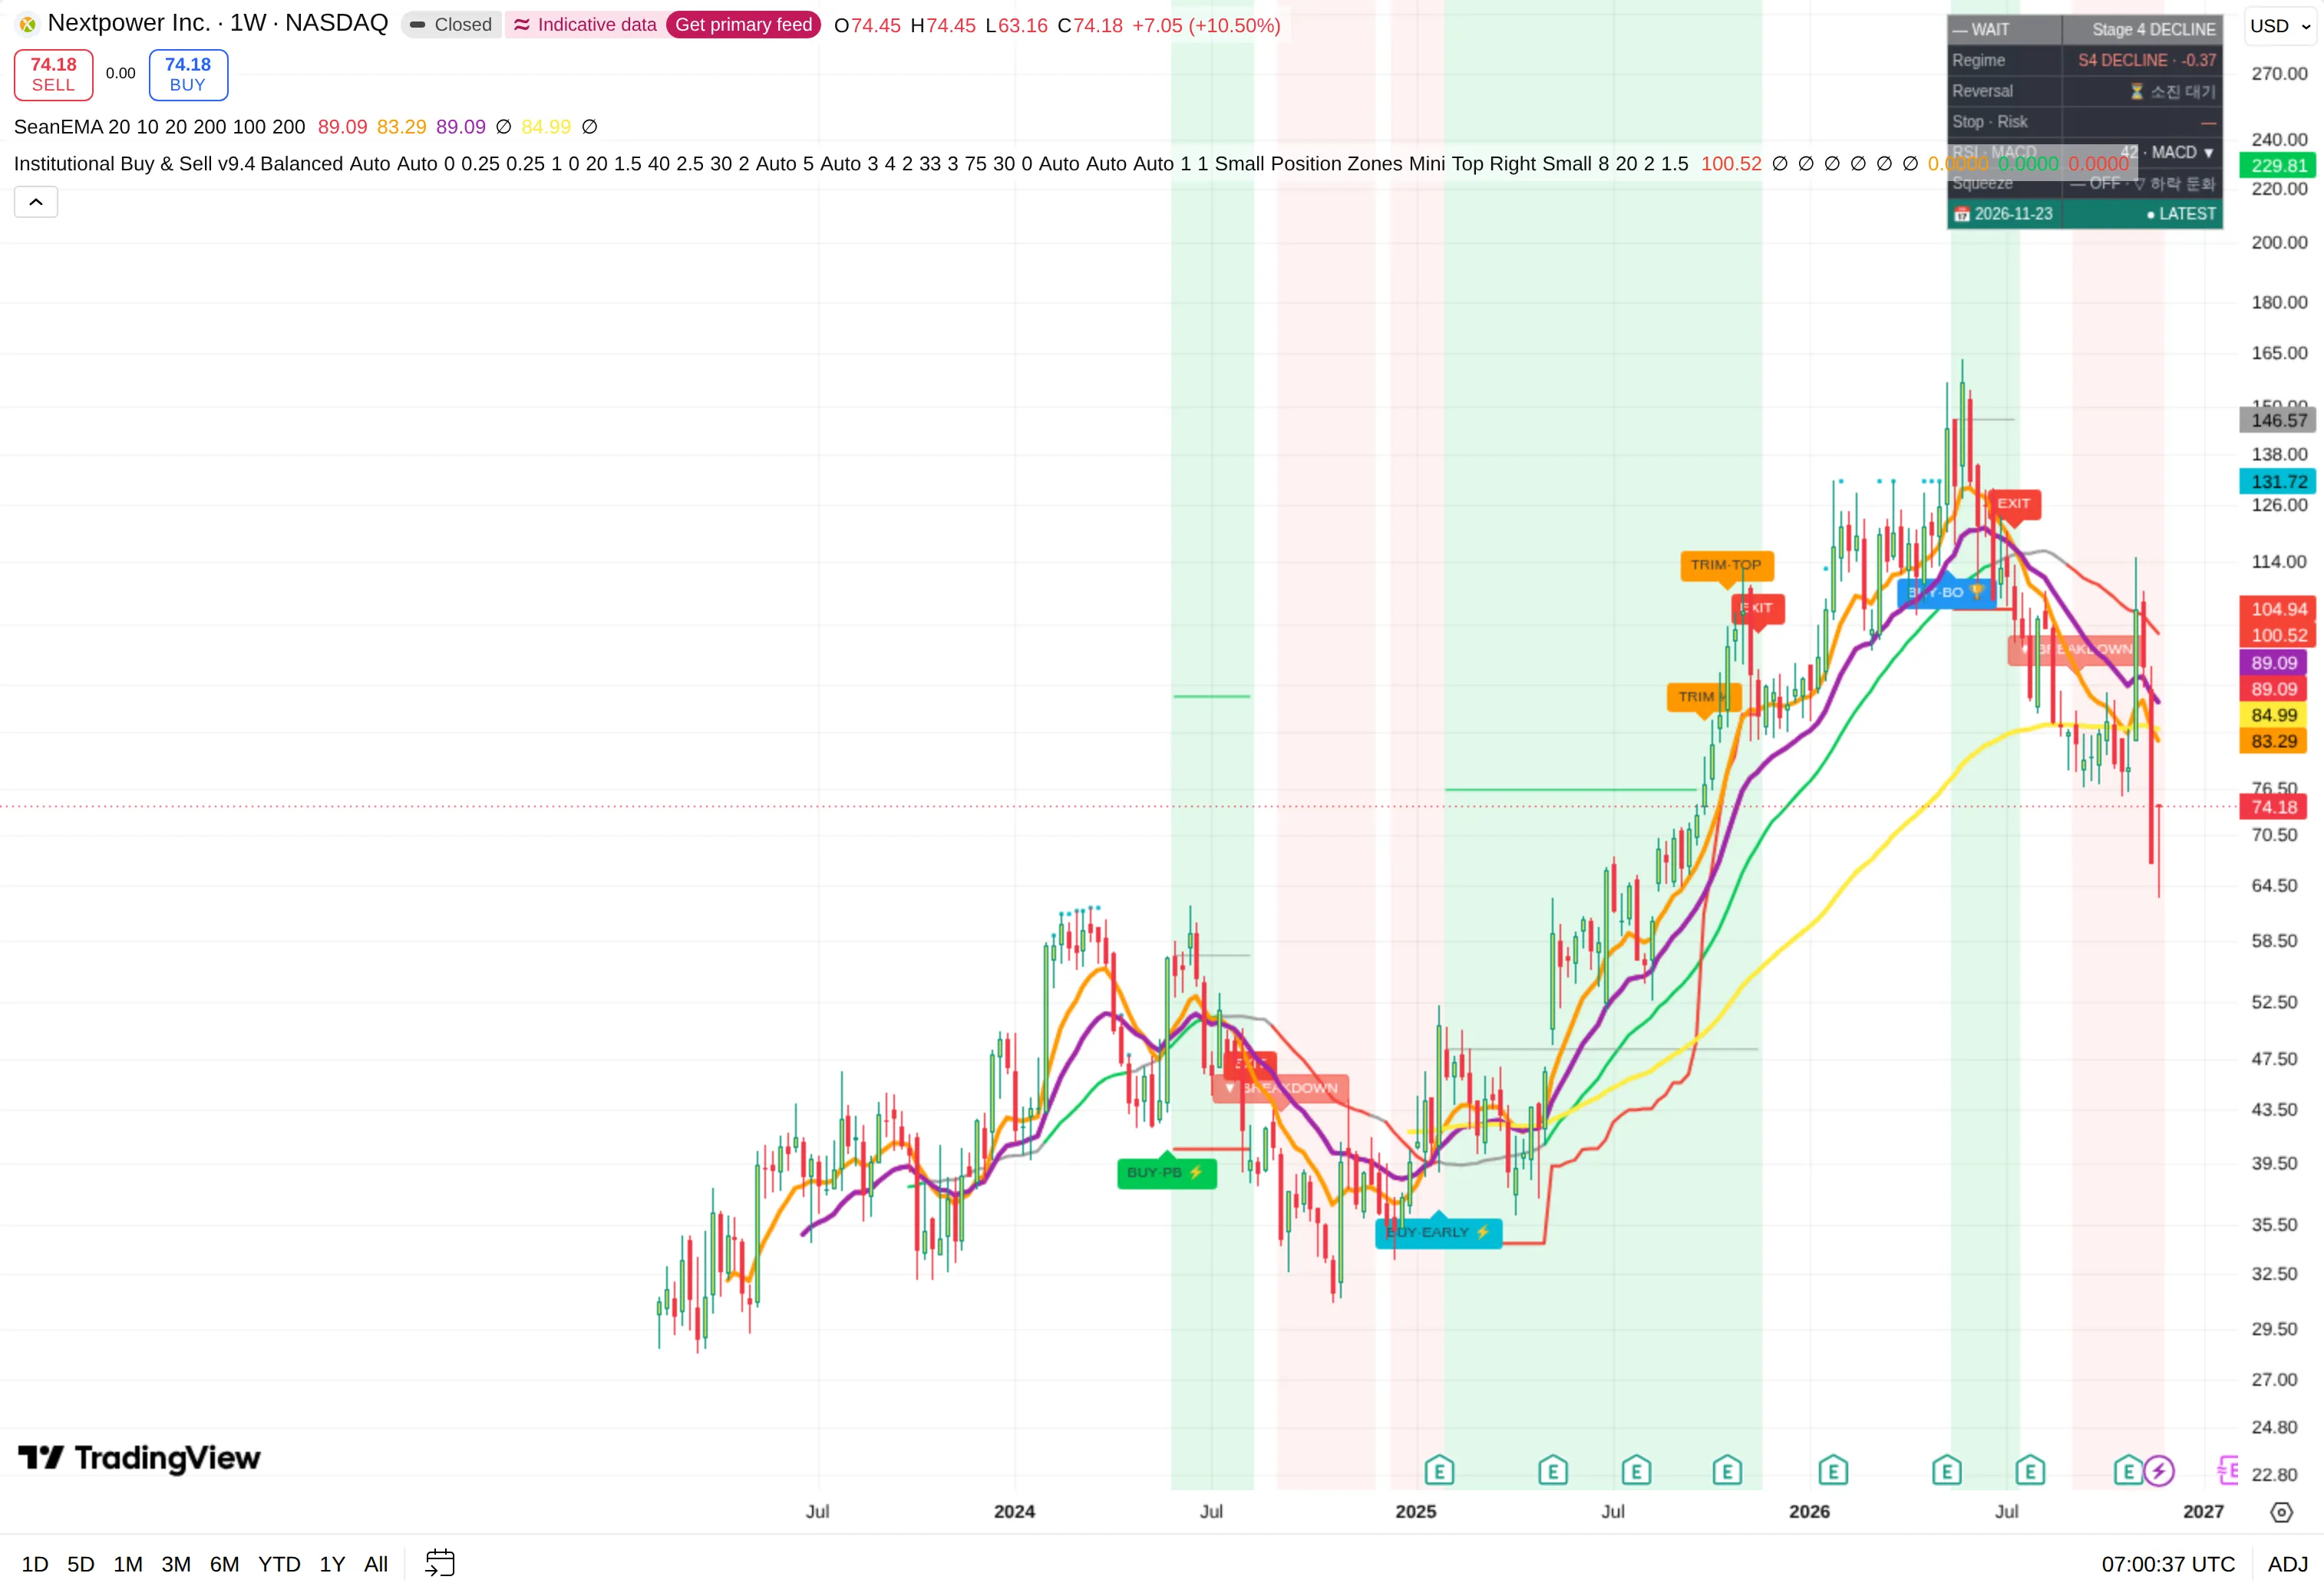 Nextpower Inc. · 1W · NASDAQ
Closed
Indicative data
Get primary feed
O74.45 H74.45 L63.16 C74.18 +7.05 (+10.50%)
74.18
SELL
0.00
74.18
BUY
SeanEMA 20 10 20 200 100 200 89.09 83.29 89.09 ∅ 84.99 ∅
Institutional Buy & Sell v9.4 Balanced Auto Auto 0 0.25 0.25 1 0 20 1.5 40 2.5 30 2 Auto 5 Auto 3 4 2 33 3 75 30 0 Auto Auto Auto 1 1 Small Position Zones Mini Top Right Small 8 20 2 1.5 100.52 ∅ ∅ ∅ ∅ ∅ ∅ 0.0000 0.0000 0.0000
— WAIT Stage 4 DECLINE
Regime S4 DECLINE · -0.37
Reversal ⏳ 소진 대기
Stop · Risk —
RSI · MACD 42 · MACD ▼
Squeeze — OFF · ▽ 하락 둔화
📅 2026-11-23 ● LATEST
USD
270.00
240.00
229.81
220.00
200.00
180.00
165.00
150.00
146.57
138.00
131.72
126.00
114.00
104.94
100.52
89.09
89.09
84.99
83.29
76.50
74.18
70.50
64.50
58.50
52.50
47.50
43.50
39.50
35.50
32.50
29.50
27.00
24.80
22.80
EXIT
TRIM·TOP
BUY·BO 🏆
EXIT
▼ BREAKDOWN
TRIM
EXIT
▼ BREAKDOWN
BUY·PB ⚡
BUY·EARLY ⚡
TradingView
E E E E E E E E E
Jul 2024 Jul 2025 Jul 2026 Jul 2027
1D 5D 1M 3M 6M YTD 1Y All
07:00:37 UTC ADJ